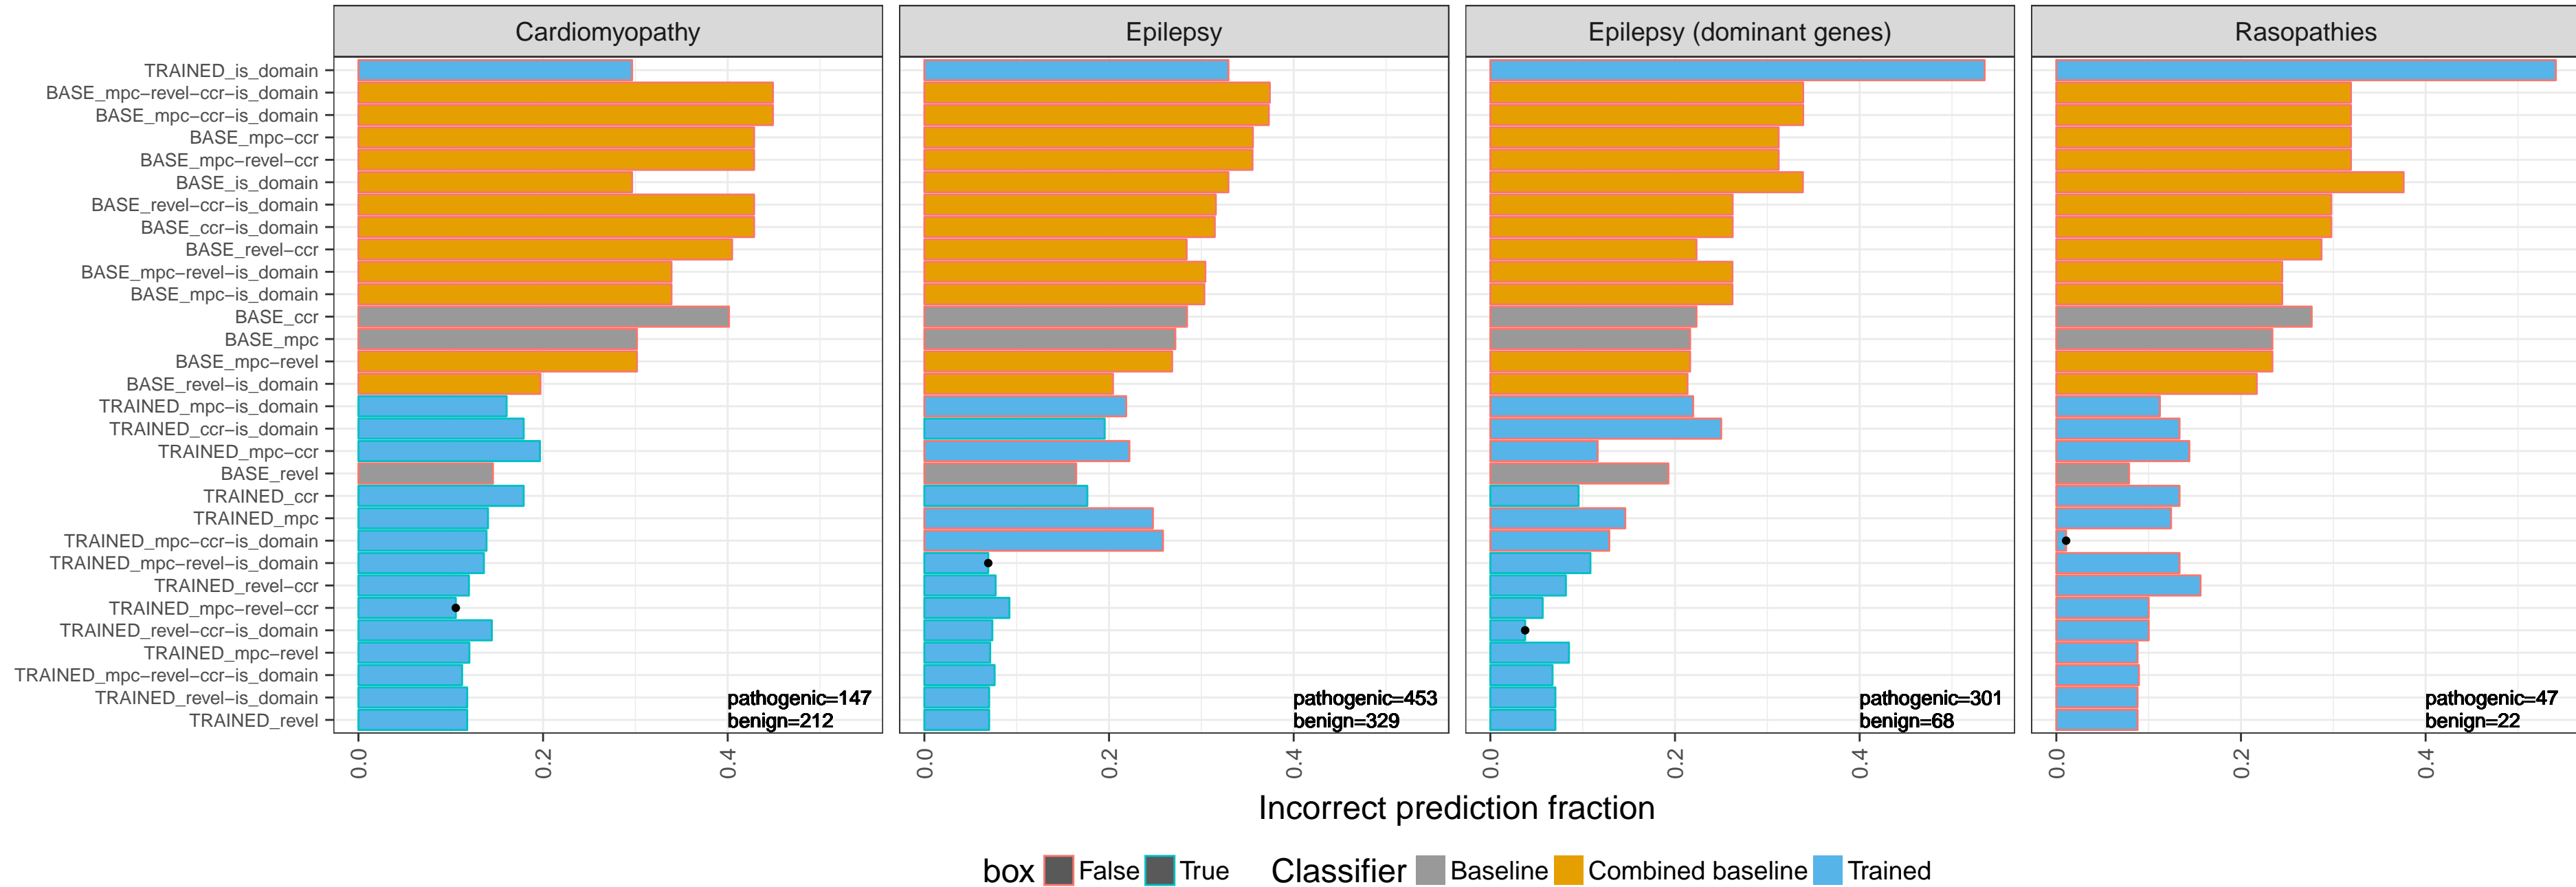 Cardiomyopathy
Epilepsy
Epilepsy (dominant genes)
Rasopathies
TRAINED_is_domain
BASE_mpc-revel-ccr-is_domain
BASE_mpc-ccr-is_domain
BASE_mpc-ccr
BASE_mpc-revel-ccr
BASE_is_domain
BASE_revel-ccr-is_domain
BASE_ccr-is_domain
BASE_revel-ccr
BASE_mpc-revel-is_domain
BASE_mpc-is_domain
BASE_ccr
BASE_mpc
BASE_mpc-revel
BASE_revel-is_domain
TRAINED_mpc-is_domain
TRAINED_ccr-is_domain
TRAINED_mpc-ccr
BASE_revel
TRAINED_ccr
TRAINED_mpc
TRAINED_mpc-ccr-is_domain
TRAINED_mpc-revel-is_domain
TRAINED_revel-ccr
TRAINED_mpc-revel-ccr
TRAINED_revel-ccr-is_domain
TRAINED_mpc-revel
TRAINED_mpc-revel-ccr-is_domain
TRAINED_revel-is_domain
TRAINED_revel
pathogenic=147
benign=212
pathogenic=453
benign=329
pathogenic=301
benign=68
pathogenic=47
benign=22
0.0 0.2 0.4
0.0 0.2 0.4
0.0 0.2 0.4
0.0 0.2 0.4
Incorrect prediction fraction
box False True Classifier Baseline Combined baseline Trained